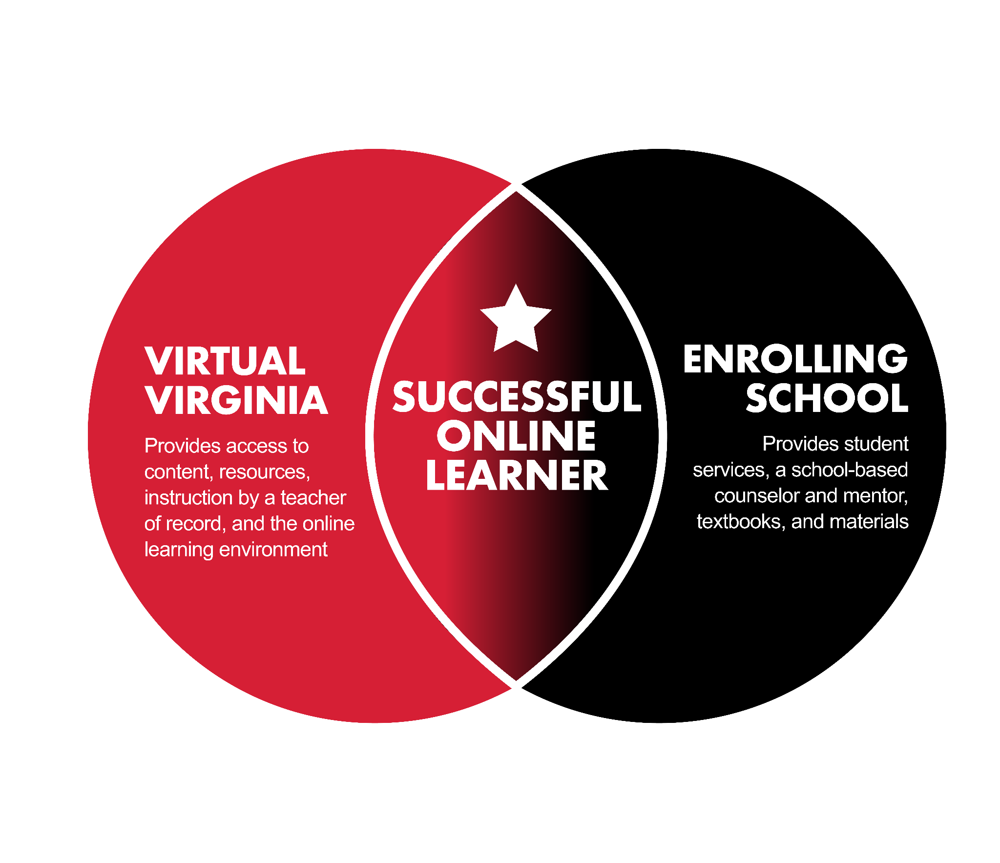 VIRTUAL
VIRGINIA
Provides access to
content, resources,
instruction by a teacher
of record, and the online
learning environment
SUCCESSFUL
ONLINE
LEARNER
ENROLLING
SCHOOL
Provides student
services, a school-based
counselor and mentor,
textbooks, and materials